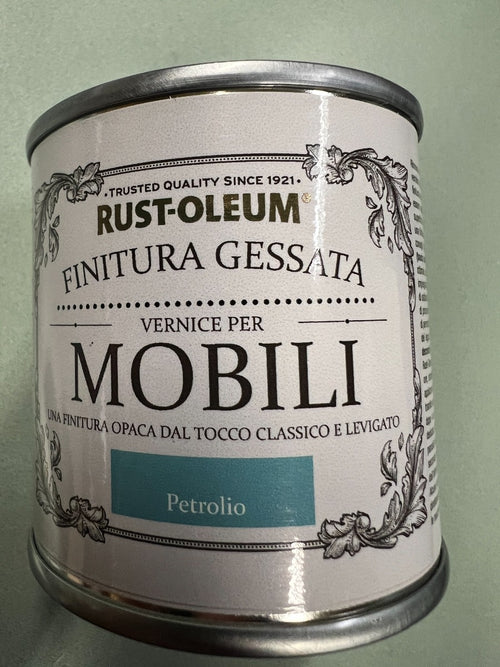 • TRUSTED QUALITY SINCE 1921 •
RUST-OLEUM®
FINITURA GESSATA
VERNICE PER
MOBILI
UNA FINITURA OPACA DAL TOCCO CLASSICO E LEVIGATO
Petrolio